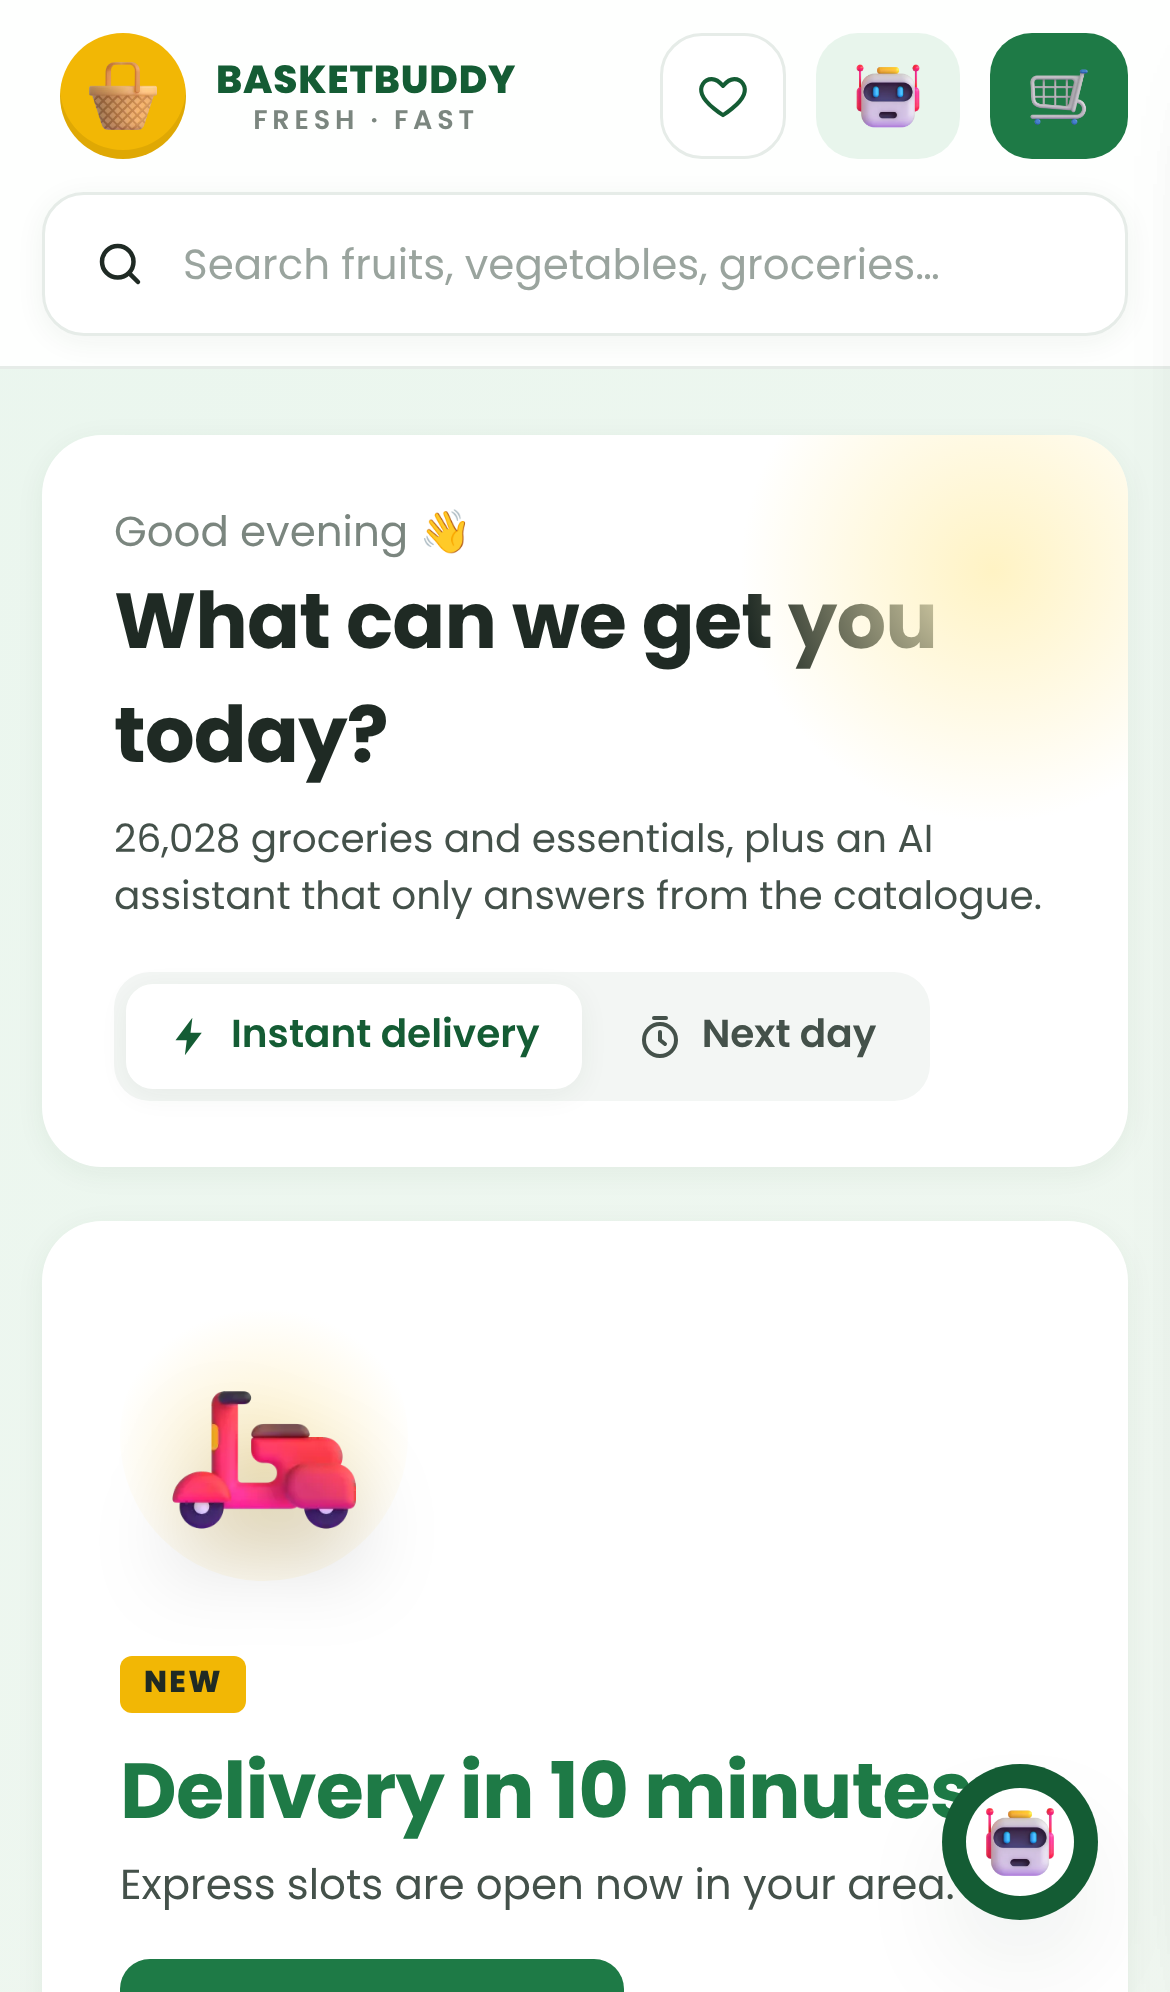 BASKETBUDDY
FRESH · FAST
Search fruits, vegetables, groceries...
Good evening 👋
What can we get you
today?
26,028 groceries and essentials, plus an AI
assistant that only answers from the catalogue.
Instant delivery
Next day
NEW
Delivery in 10 minutes
Express slots are open now in your area.